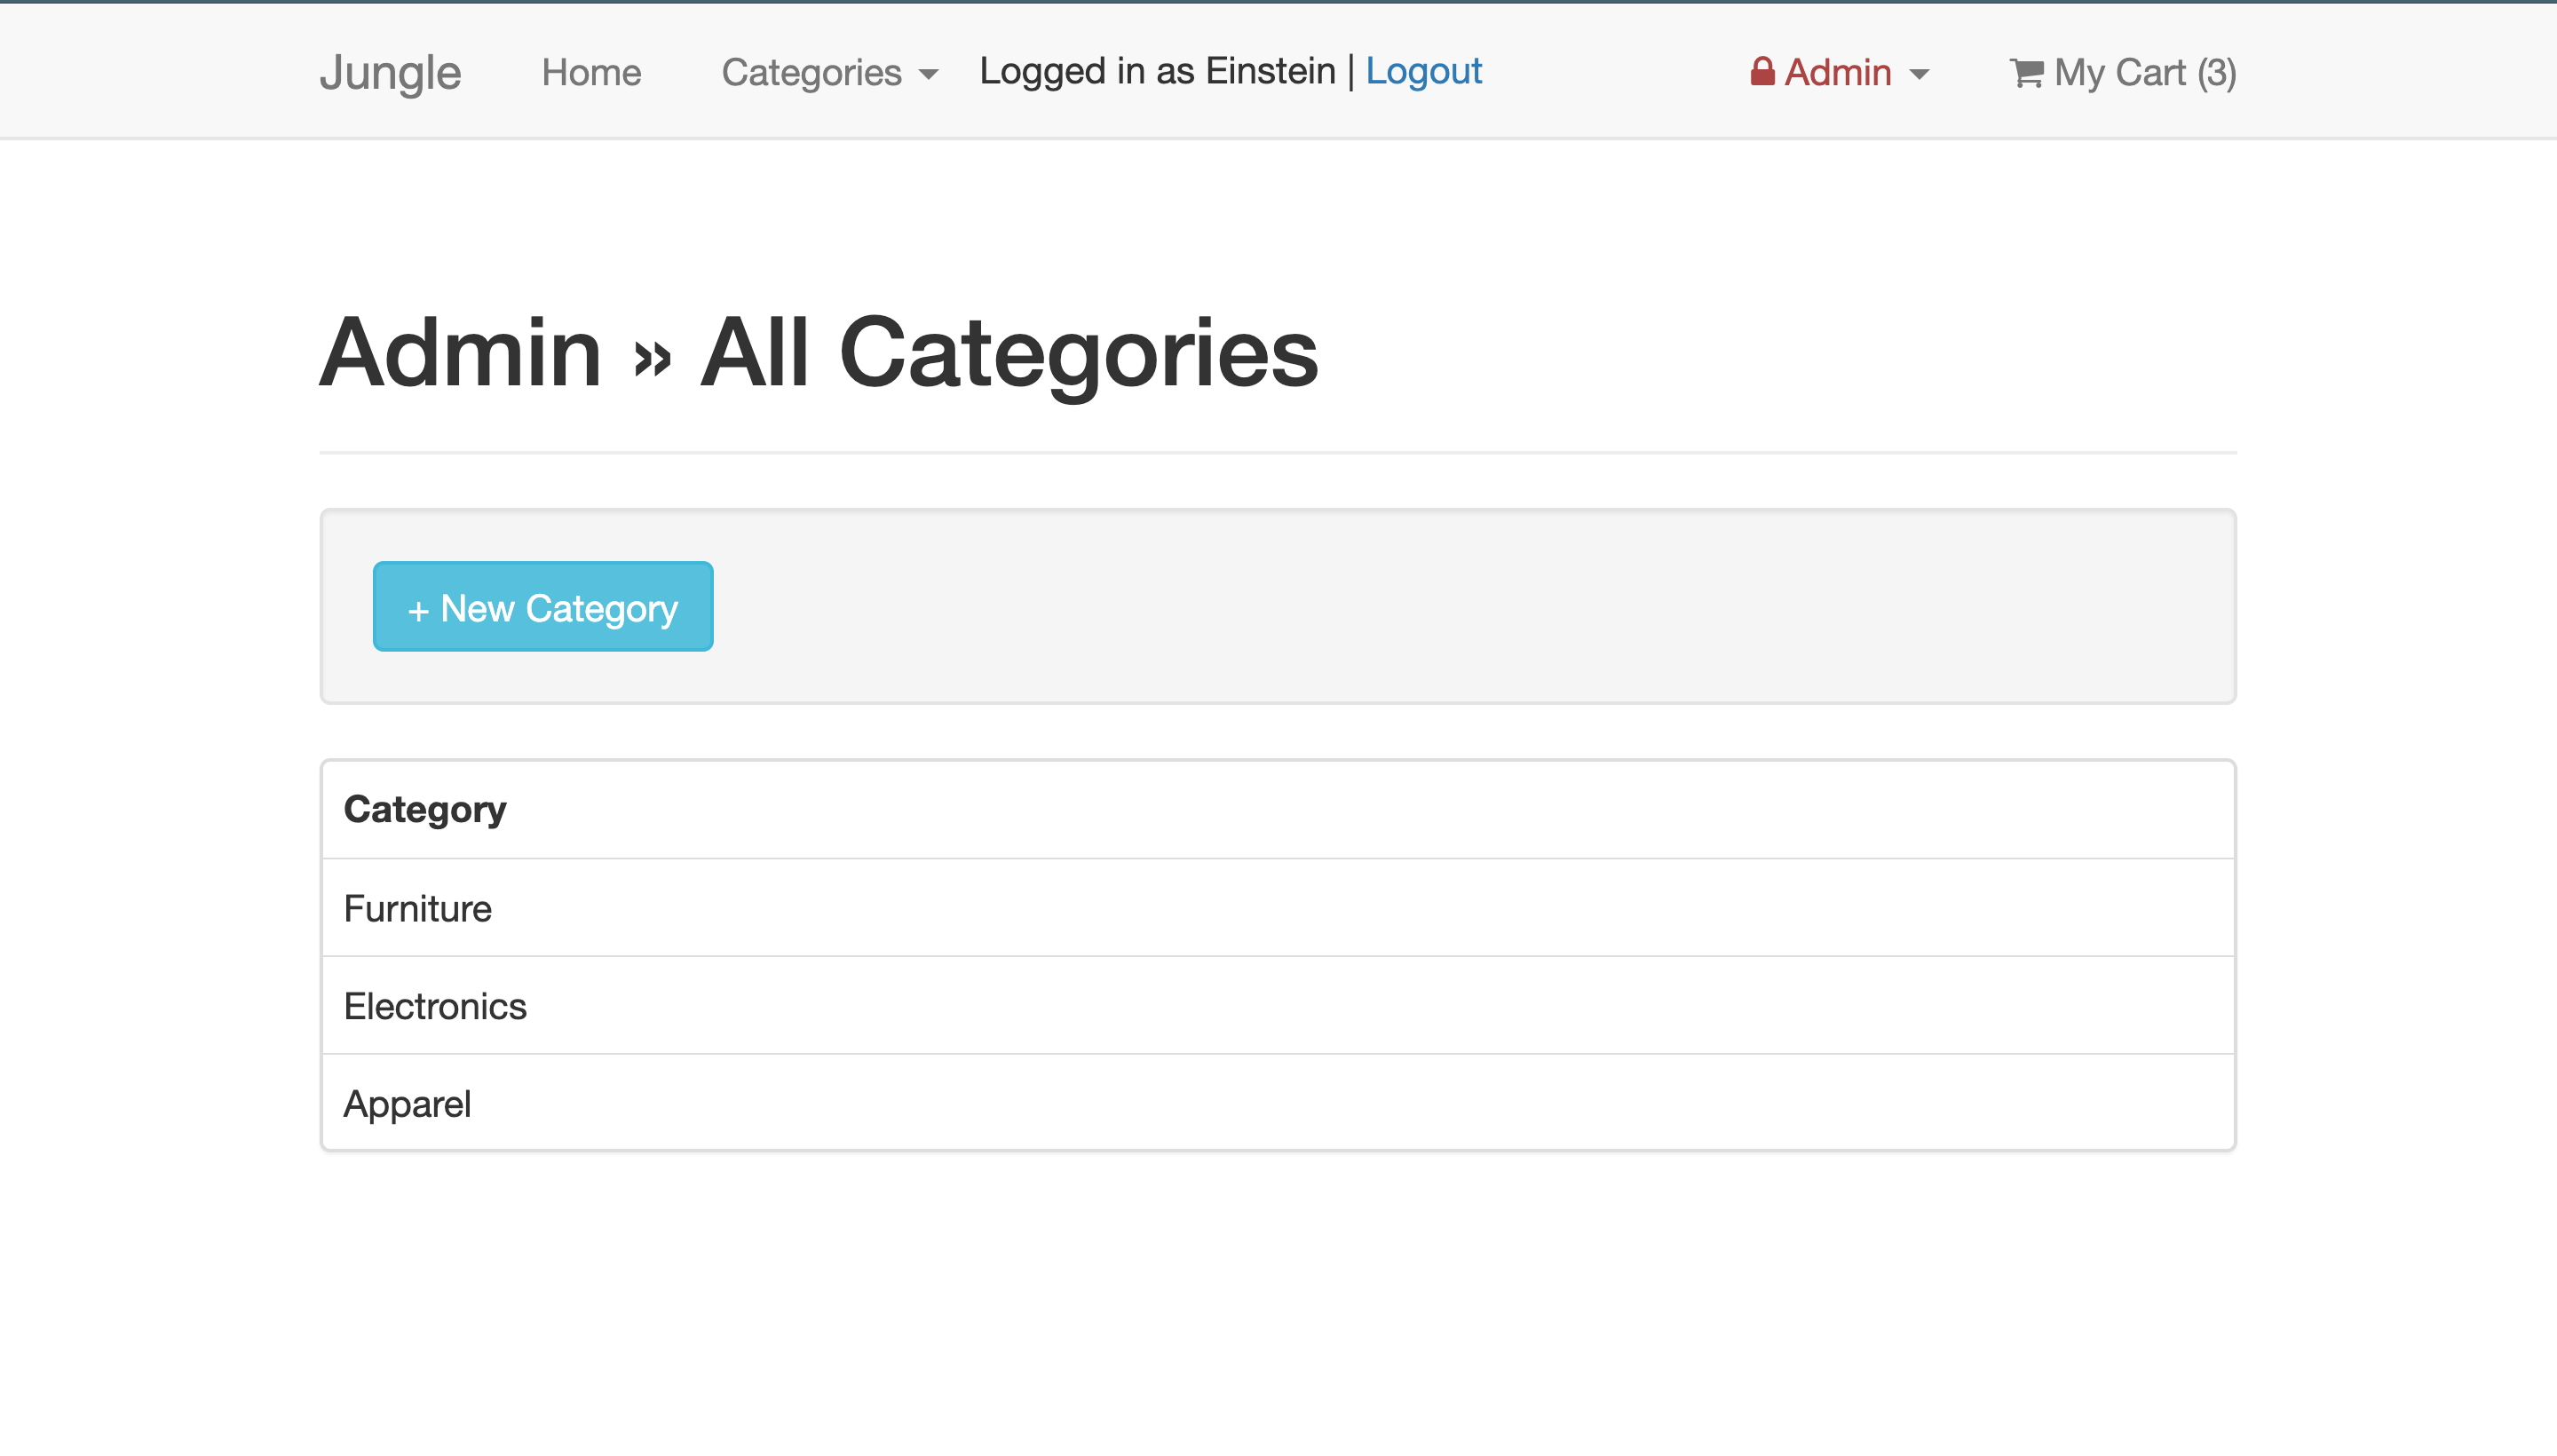 Jungle Home Categories Logged in as Einstein | Logout Admin My Cart (3)
Admin » All Categories
+ New Category
Category
Furniture
Electronics
Apparel